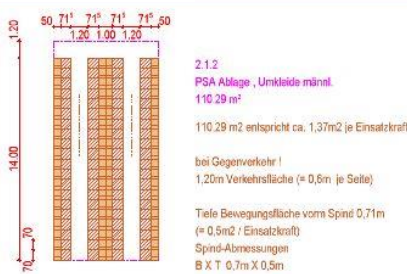 50 71⁵ 71⁵ 71⁵ 71⁵ 50
1.20 1.00 1.20
1.20
14.00
70
70
2.1.2
PSA Ablage , Umkleide männl.
110.29 m²
110.29 m2 entspricht ca. 1,37m2 je Einsatzkraft
bei Gegenverkehr !
1,20m Verkehrsfläche (= 0,6m je Seite)
Tiefe Bewegungsfläche vorm Spind 0,71m
(= 0,5m2 / Einsatzkraft)
Spind-Abmessungen
B X T 0,7m X 0,5m